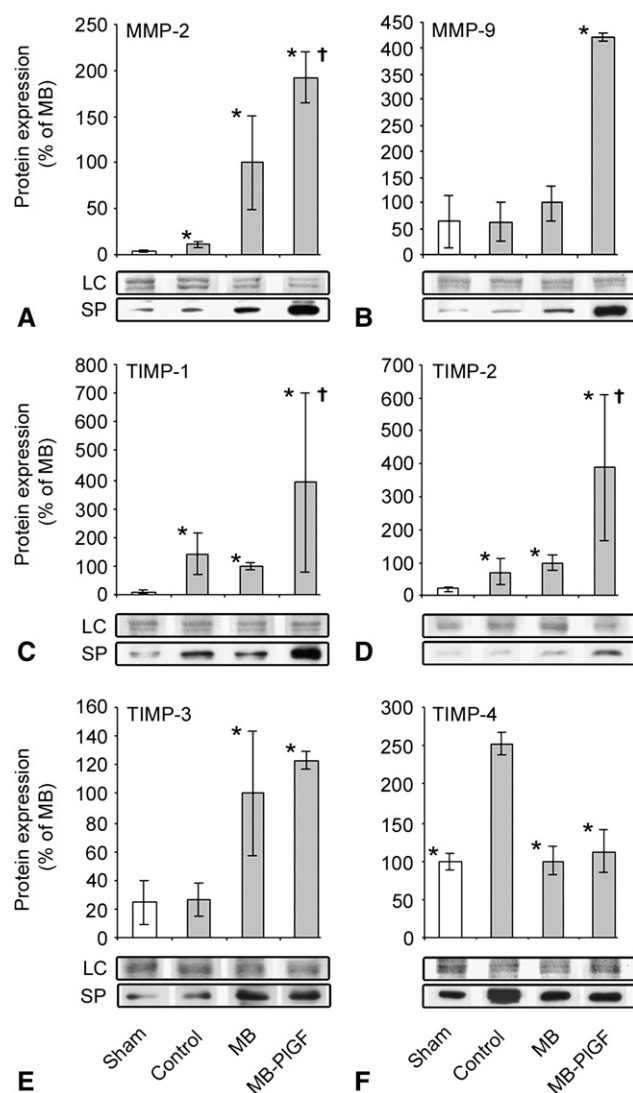 MMP-2
Protein expression
(% of MB)
250
200
150
100
50
0
*
*
*
†
LC
SP
A
MMP-9
450
400
350
300
250
200
150
100
50
0
*
B
TIMP-1
Protein expression
(% of MB)
800
700
600
500
400
300
200
100
0
*
*
*
†
LC
SP
C
TIMP-2
700
600
500
400
300
200
100
0
*
*
*
†
D
TIMP-3
Protein expression
(% of MB)
160
140
120
100
80
60
40
20
0
*
*
LC
SP
Sham
Control
MB
MB-PlGF
E
TIMP-4
300
250
200
150
100
50
0
*
*
*
Sham
Control
MB
MB-PlGF
F